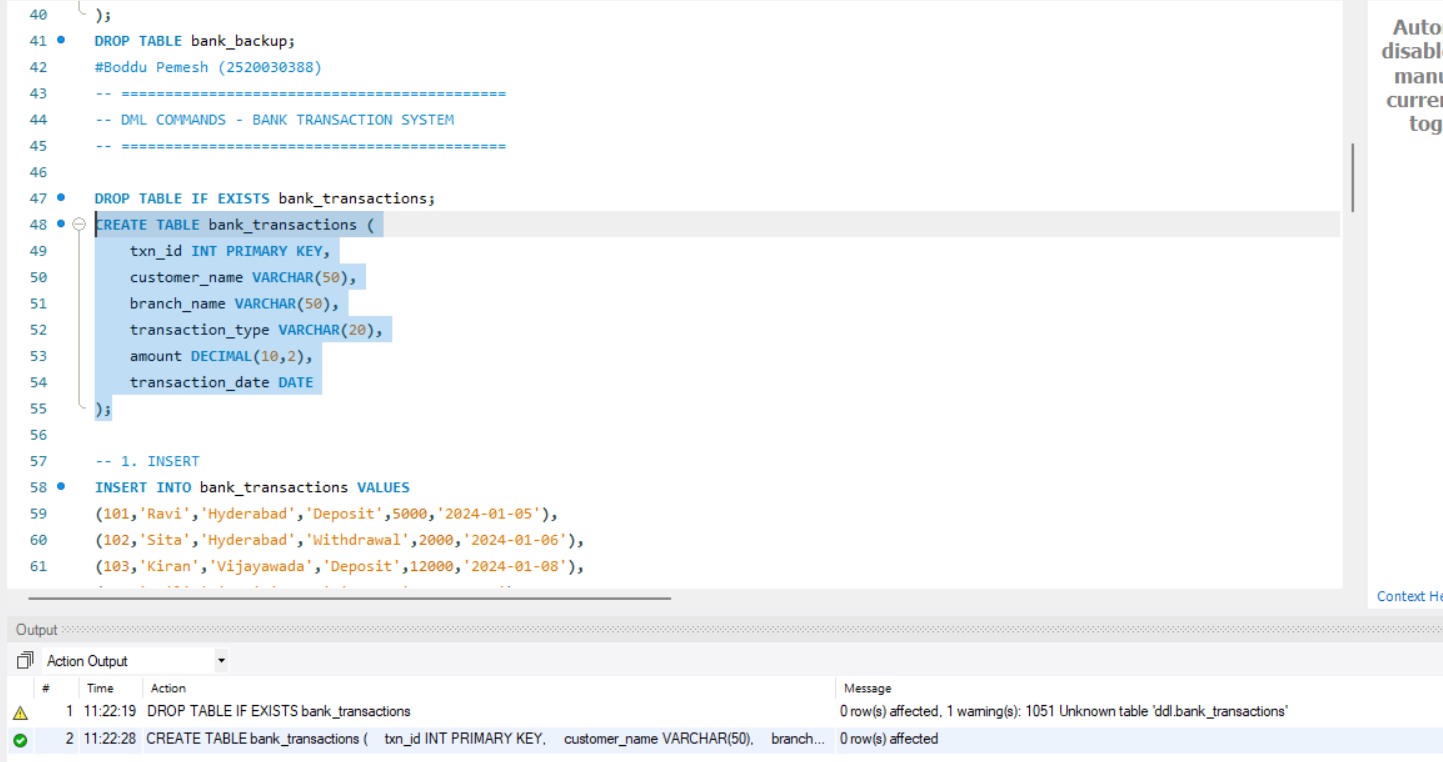 40 );
41 DROP TABLE bank_backup;
42 #Boddu Pemesh (2520030388)
43 -- ============================================
44 -- DML COMMANDS - BANK TRANSACTION SYSTEM
45 -- ============================================
46
47 DROP TABLE IF EXISTS bank_transactions;
48 CREATE TABLE bank_transactions (
49 txn_id INT PRIMARY KEY,
50 customer_name VARCHAR(50),
51 branch_name VARCHAR(50),
52 transaction_type VARCHAR(20),
53 amount DECIMAL(10,2),
54 transaction_date DATE
55 );
56
57 -- 1. INSERT
58 INSERT INTO bank_transactions VALUES
59 (101,'Ravi','Hyderabad','Deposit',5000,'2024-01-05'),
60 (102,'Sita','Hyderabad','Withdrawal',2000,'2024-01-06'),
61 (103,'Kiran','Vijayawada','Deposit',12000,'2024-01-08'),
Context
Output
Action Output
# Time Action Message
1 11:22:19 DROP TABLE IF EXISTS bank_transactions 0 row(s) affected, 1 warning(s): 1051 Unknown table 'ddl.bank_transactions'
2 11:22:28 CREATE TABLE bank_transactions ( txn_id INT PRIMARY KEY, customer_name VARCHAR(50), branch... 0 row(s) affected